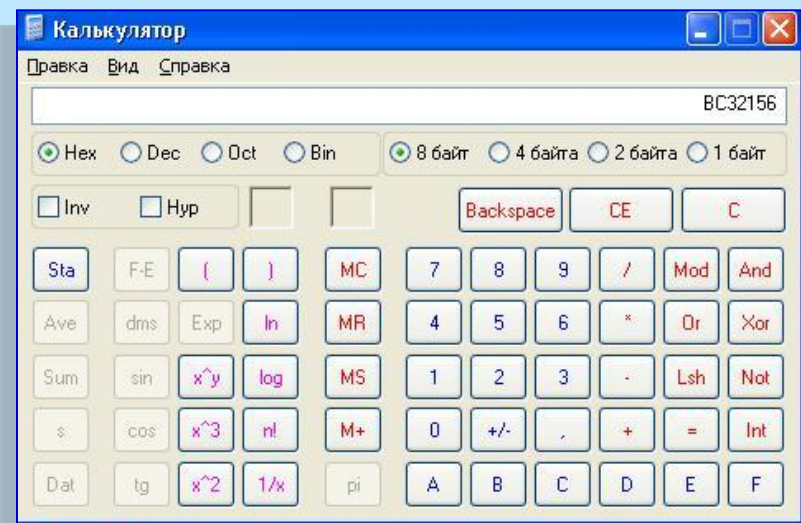 Калькулятор
Правка Вид Справка
BC32156
Hex Dec Oct Bin 8 байт 4 байта 2 байта 1 байт
Inv Hyp Backspace CE C
Sta F-E ( ) MC 7 8 9 / Mod And
Ave dms Exp ln MR 4 5 6 * Or Xor
Sum sin x^y log MS 1 2 3 - Lsh Not
s cos x^3 n! M+ 0 +/- , + = Int
Dat tg x^2 1/x pi A B C D E F